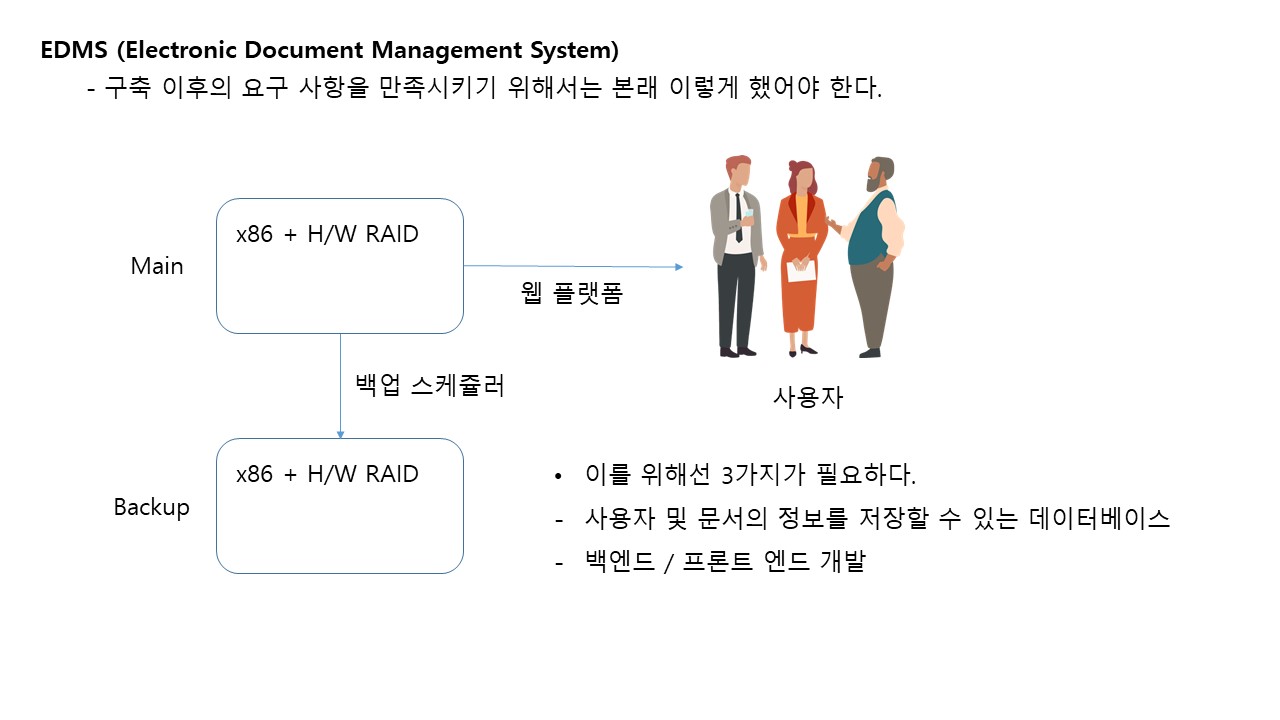 EDMS (Electronic Document Management System)
- 구축 이후의 요구 사항을 만족시키기 위해서는 본래 이렇게 했어야 한다.
x86 + H/W RAID
Main
웹 플랫폼
백업 스케쥴러
사용자
x86 + H/W RAID
Backup
• 이를 위해선 3가지가 필요하다.
- 사용자 및 문서의 정보를 저장할 수 있는 데이터베이스
- 백엔드 / 프론트 엔드 개발